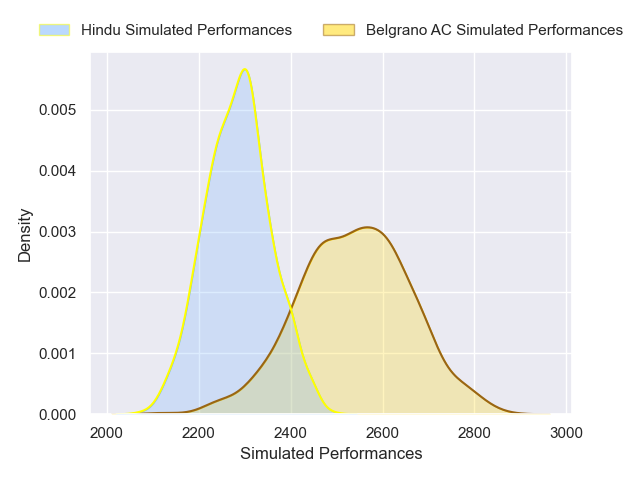 Hindu Simulated Performances
Belgrano AC Simulated Performances
0.005
0.004
0.003
0.002
0.001
0.000
Density
2000 2200 2400 2600 2800 3000
Simulated Performances